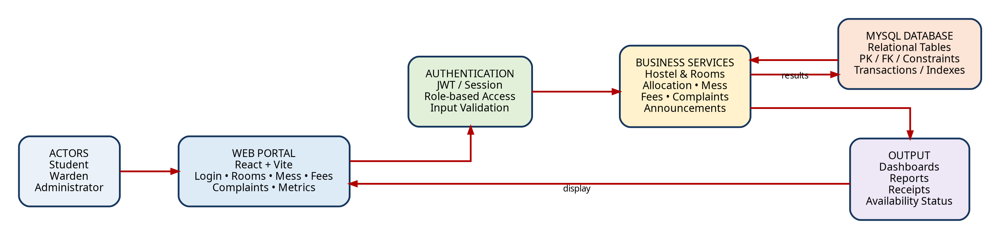 ACTORS
Student
Warden
Administrator
WEB PORTAL
React + Vite
Login • Rooms • Mess • Fees
Complaints • Metrics
AUTHENTICATION
JWT / Session
Role-based Access
Input Validation
BUSINESS SERVICES
Hostel & Rooms
Allocation • Mess
Fees • Complaints
Announcements
results
MYSQL DATABASE
Relational Tables
PK / FK / Constraints
Transactions / Indexes
OUTPUT
Dashboards
Reports
Receipts
Availability Status
display